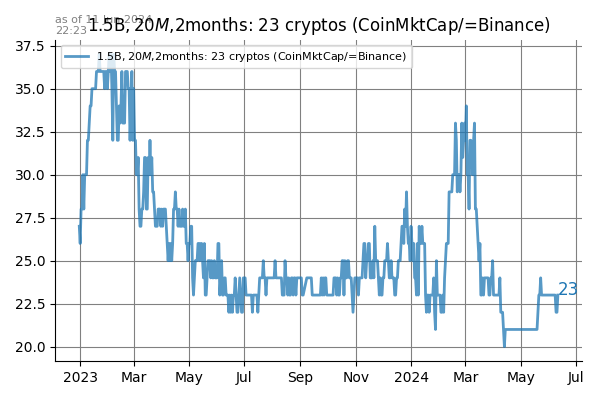 as of 11 Jun 2024
22:23
1.5B, 20M,2months: 23 cryptos (CoinMktCap/=Binance)
1.5B, 20M,2months: 23 cryptos (CoinMktCap/=Binance)
37.5
35.0
32.5
30.0
27.5
25.0
22.5
20.0
23
2023 Mar May Jul Sep Nov 2024 Mar May Jul